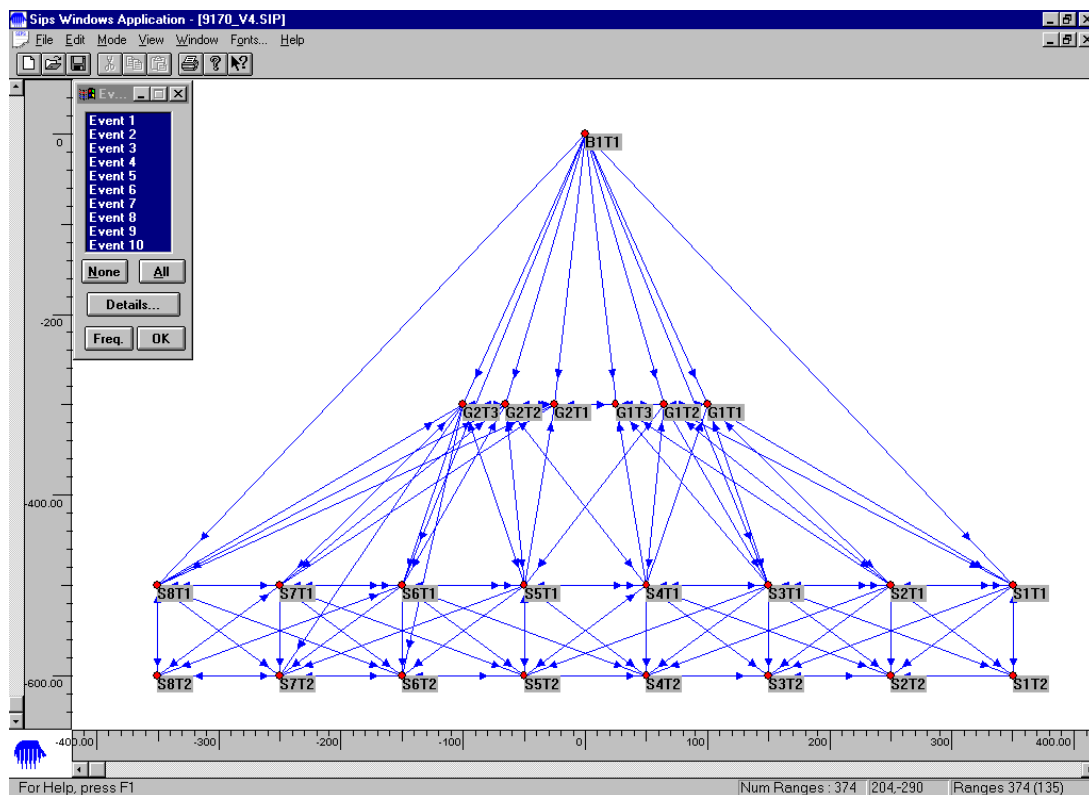 Sips Windows Application - [9170_V4.SIP]
File Edit Mode View Window Fonts... Help
Ev...
Event 1
Event 2
Event 3
Event 4
Event 5
Event 6
Event 7
Event 8
Event 9
Event 10
None All
Details...
Freq. OK
0
-200
-400.00
-600.00
B1T1
G2T3 G2T2 G2T1 G1T3 G1T2 G1T1
S8T1 S7T1 S6T1 S5T1 S4T1 S3T1 S2T1 S1T1
S8T2 S7T2 S6T2 S5T2 S4T2 S3T2 S2T2 S1T2
-400.00 -300 -200 -100 0 100 200 300 400.00
For Help, press F1 Num Ranges : 374 204,-290 Ranges 374 (135)